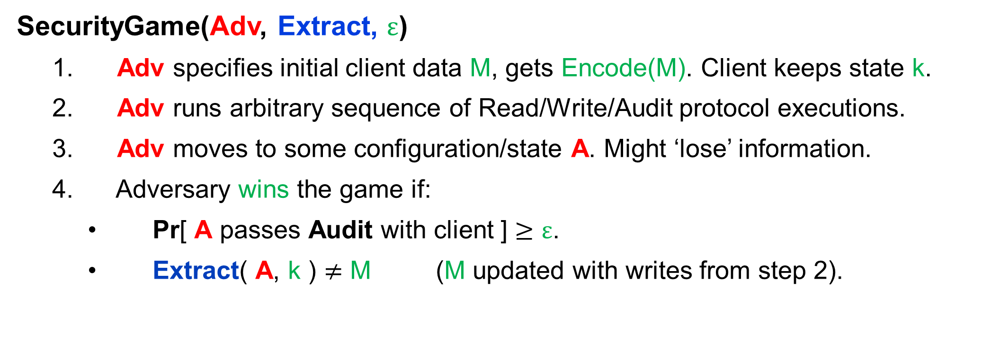 SecurityGame(Adv, Extract, ε)
1. Adv specifies initial client data M, gets Encode(M). Client keeps state k.
2. Adv runs arbitrary sequence of Read/Write/Audit protocol executions.
3. Adv moves to some configuration/state A. Might ‘lose’ information.
4. Adversary wins the game if:
• Pr[ A passes Audit with client ] ≥ ε.
• Extract( A, k ) ≠ M (M updated with writes from step 2).